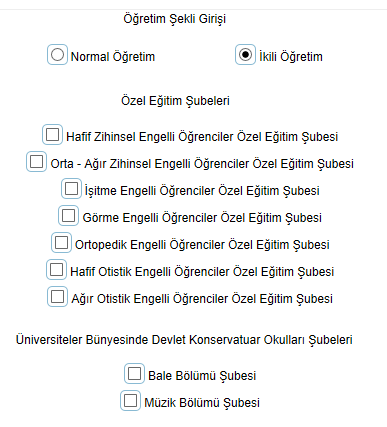 Öğretim Şekli Girişi
Normal Öğretim İkili Öğretim
Özel Eğitim Şubeleri
Hafif Zihinsel Engelli Öğrenciler Özel Eğitim Şubesi
Orta - Ağır Zihinsel Engelli Öğrenciler Özel Eğitim Şubesi
İşitme Engelli Öğrenciler Özel Eğitim Şubesi
Görme Engelli Öğrenciler Özel Eğitim Şubesi
Ortopedik Engelli Öğrenciler Özel Eğitim Şubesi
Hafif Otistik Engelli Öğrenciler Özel Eğitim Şubesi
Ağır Otistik Engelli Öğrenciler Özel Eğitim Şubesi
Üniversiteler Bünyesinde Devlet Konservatuar Okulları Şubeleri
Bale Bölümü Şubesi
Müzik Bölümü Şubesi